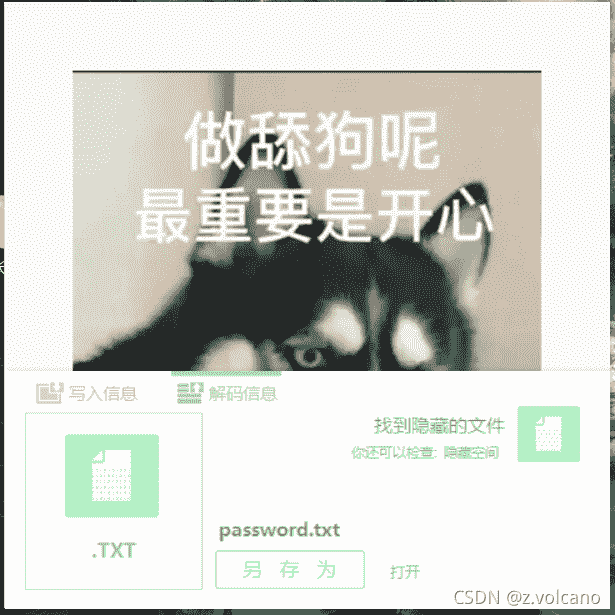 做舔狗呢
最重要是开心
写入信息
解码信息
找到隐藏的文件
你还可以检查: 隐藏空间
.TXT
password.txt
另 存 为
打开
CSDN @z.volcano